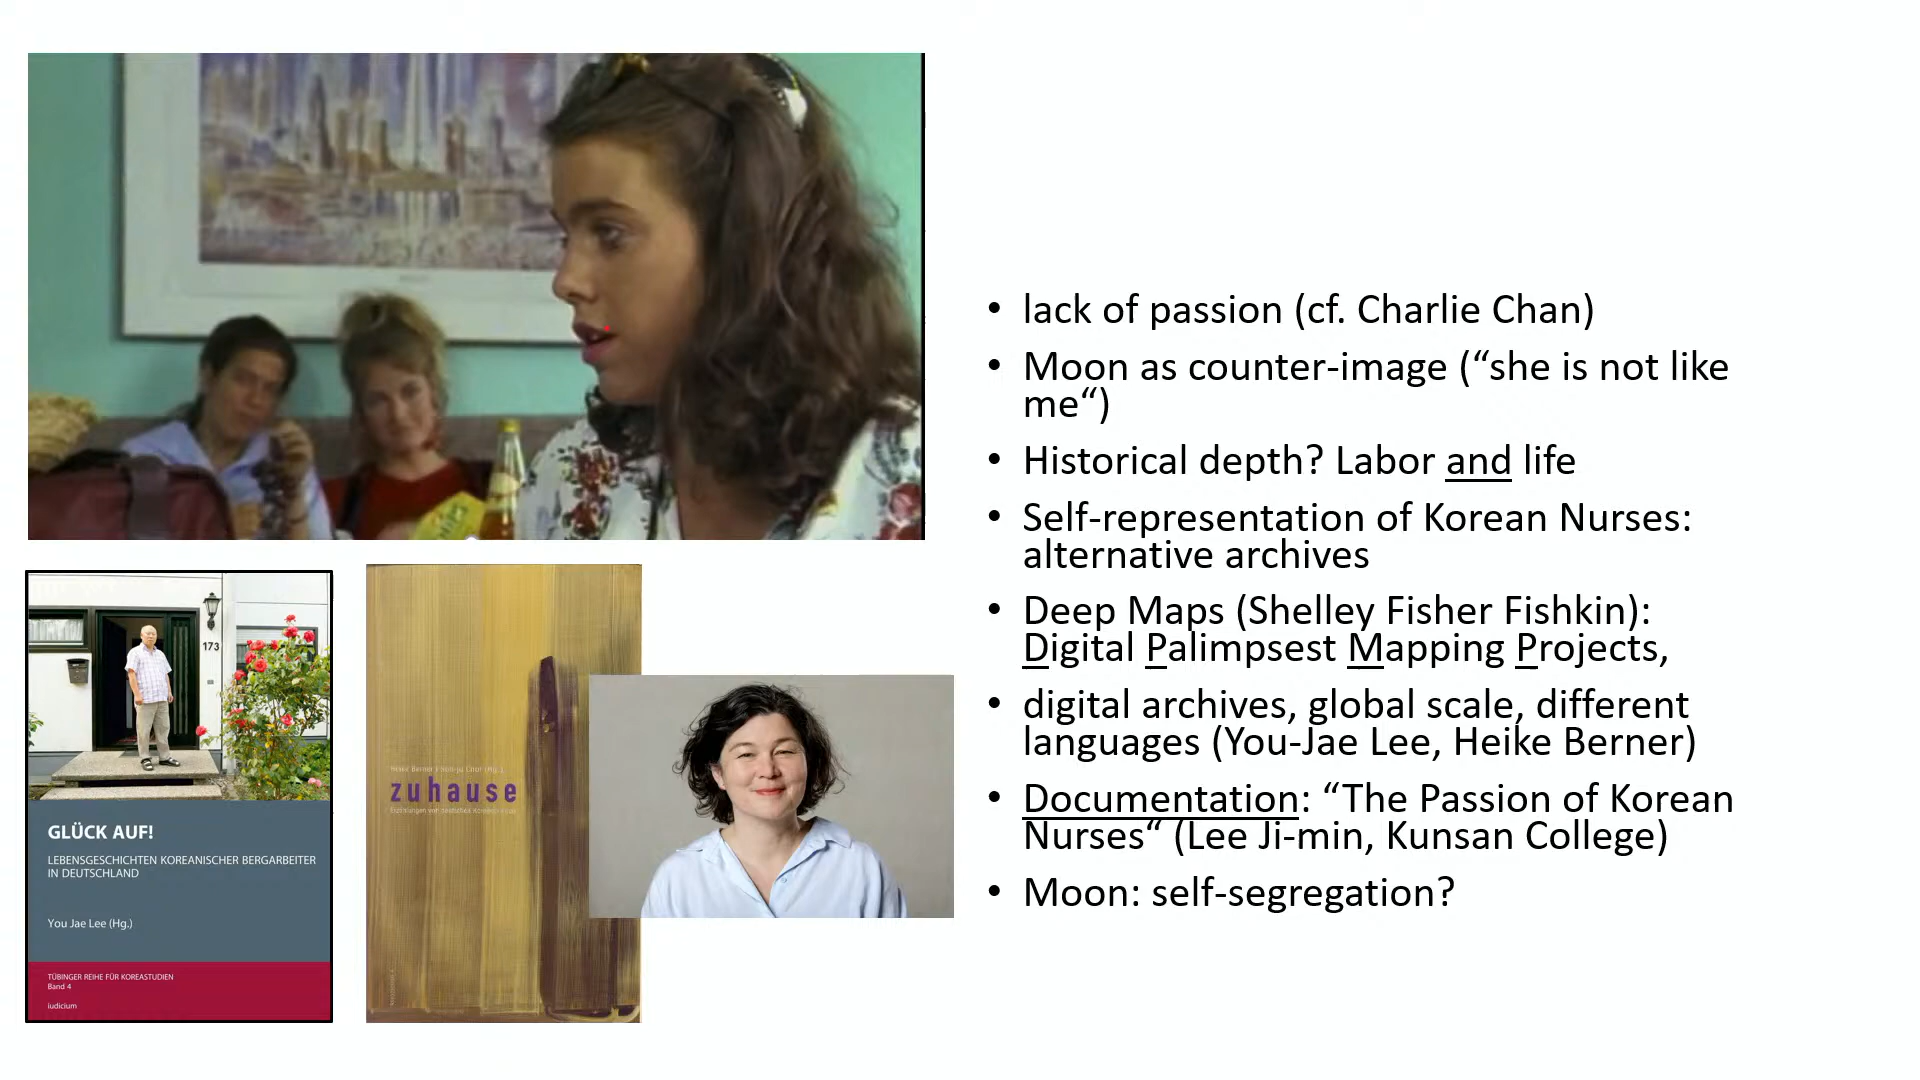 • lack of passion (cf. Charlie Chan)
• Moon as counter-image (“she is not like
me“)
• Historical depth? Labor and life
• Self-representation of Korean Nurses:
alternative archives
• Deep Maps (Shelley Fisher Fishkin):
Digital Palimpsest Mapping Projects,
• digital archives, global scale, different
languages (You-Jae Lee, Heike Berner)
• Documentation: “The Passion of Korean
Nurses“ (Lee Ji-min, Kunsan College)
• Moon: self-segregation?
173
GLÜCK AUF!
LEBENSGESCHICHTEN KOREANISCHER BERGARBEITER
IN DEUTSCHLAND
You Jae Lee (Hg.)
TÜBINGER REIHE FÜR KOREASTUDIEN
Band 4
iudicium
zuhause